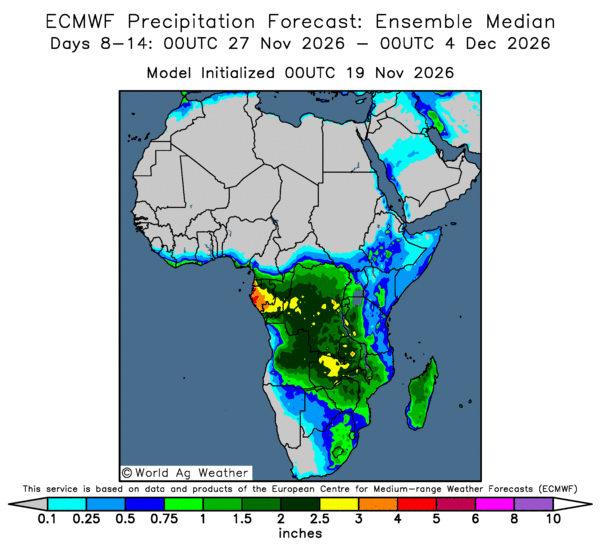 ECMWF Precipitation Forecast: Ensemble Median
Days 8-14: 00UTC 27 Nov 2026 - 00UTC 4 Dec 2026
Model Initialized 00UTC 19 Nov 2026
© World Ag Weather
This service is based on data and products of the European Centre for Medium-range Weather Forecasts (ECMWF)
0.1 0.25 0.5 0.75 1 1.5 2 2.5 3 4 5 6 8 10
inches